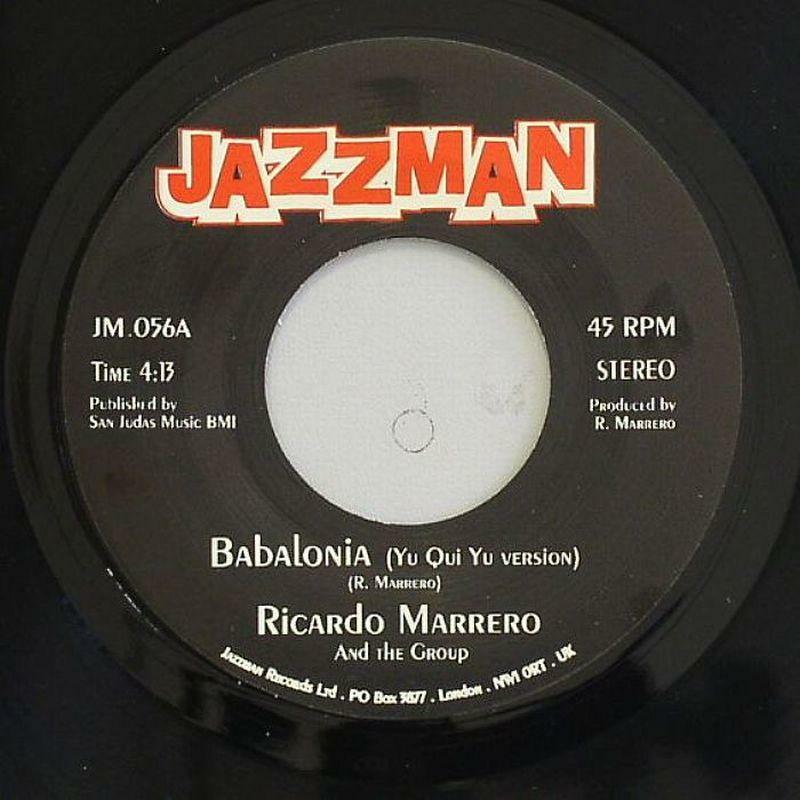 JAZZMAN
JM.056A
45 RPM
Time 4:13
STEREO
Published by
San Judas Music BMI
Produced by
R. Marrero
Babalonia (Yu Qui Yu version)
(R. Marrero)
Ricardo Marrero
And the Group
Jazzman Records Ltd . PO Box 3877 . London . NW1 0RT . UK